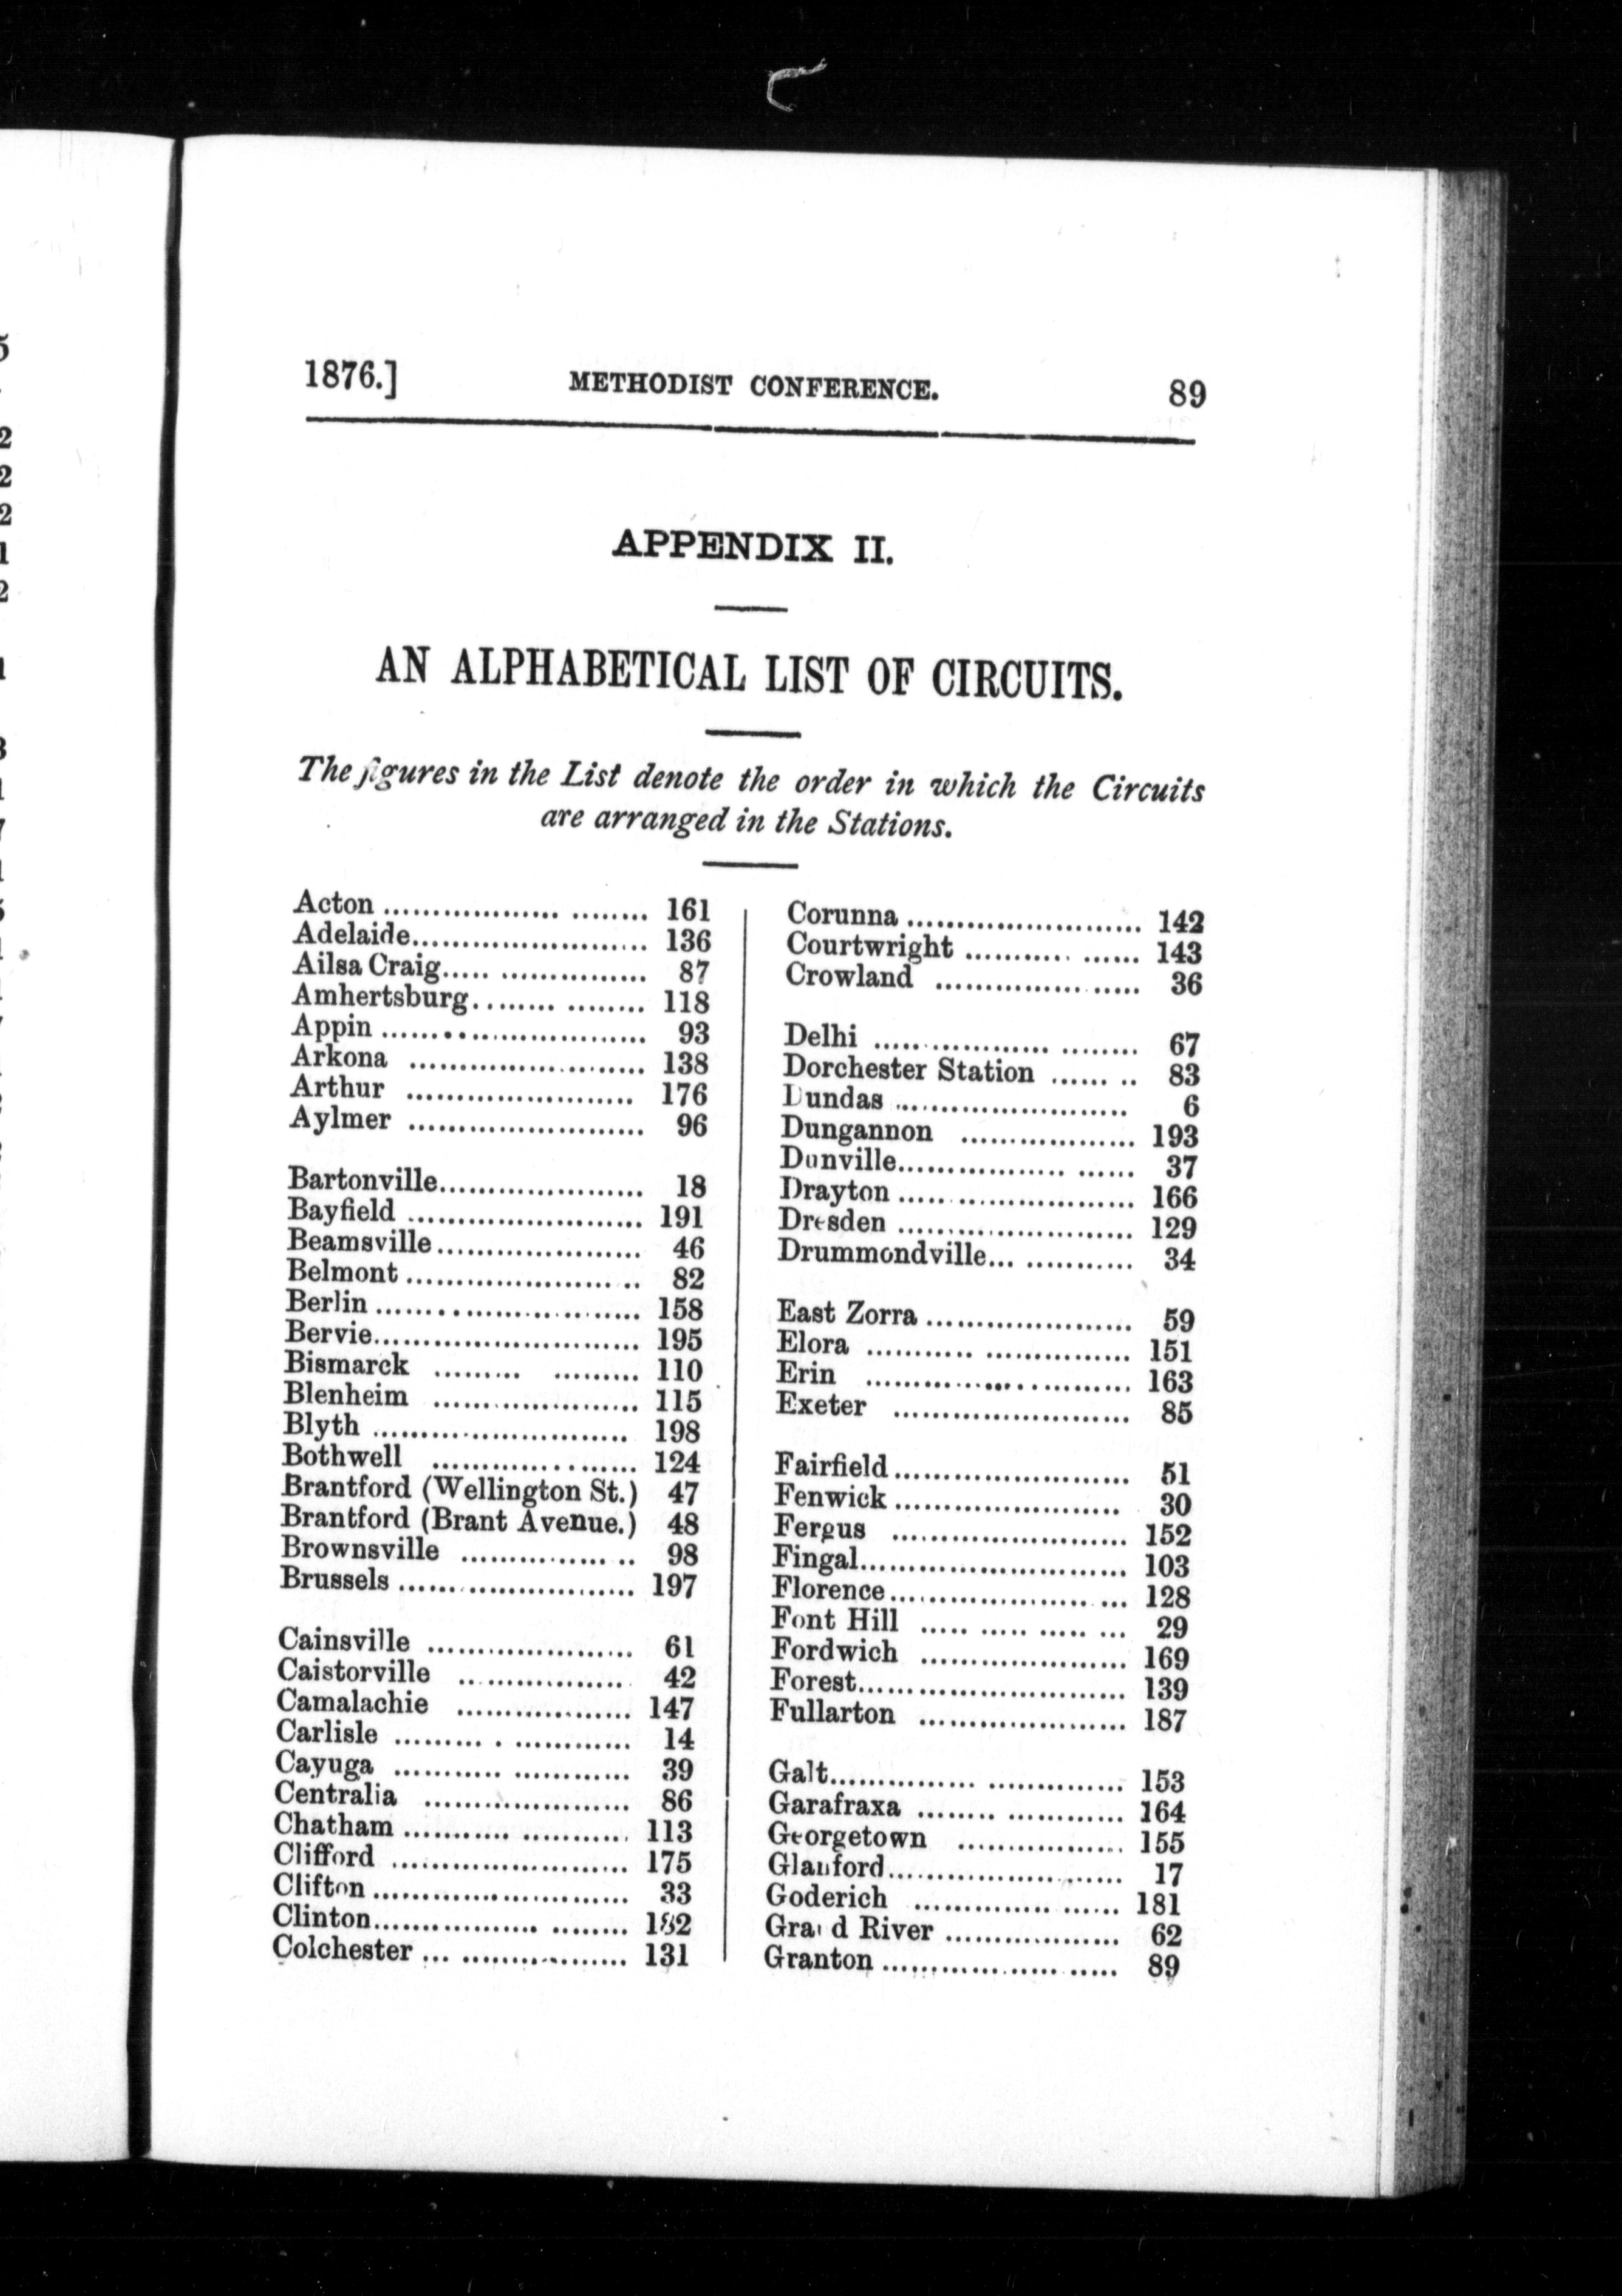 1876.] METHODIST CONFERENCE. 89
APPENDIX II.
AN ALPHABETICAL LIST OF CIRCUITS.
The figures in the List denote the order in which the Circuits
are arranged in the Stations.
Acton .......................... 161
Adelaide........................ 136
Ailsa Craig..................... 87
Amhertsburg................. 118
Appin ........................... 93
Arkona ........................ 138
Arthur ........................ 176
Aylmer ........................ 96
Bartonville..................... 18
Bayfield ........................ 191
Beamsville..................... 46
Belmont ........................ 82
Berlin ........................... 158
Bervie........................... 195
Bismarck .................. 110
Blenheim ..................... 115
Blyth ........................... 198
Bothwell ..................... 124
Brantford (Wellington St.) 47
Brantford (Brant Avenue.) 48
Brownsville .................. 98
Brussels ........................ 197
Cainsville ..................... 61
Caistorville .................. 42
Camalachie .................. 147
Carlisle ........................ 14
Cayuga ........................ 39
Centralia ..................... 86
Chatham ........................ 113
Clifford ........................ 175
Clifton ........................... 33
Clinton........................... 182
Colchester ..................... 131
Corunna ........................ 142
Courtwright .................. 143
Crowland ..................... 36
Delhi ........................... 67
Dorchester Station ......... 83
Dundas ........................ 6
Dungannon .................. 193
Dunville........................ 37
Drayton ........................ 166
Dresden ........................ 129
Drummondville............... 34
East Zorra ..................... 59
Elora ........................... 151
Erin ........................... 163
Exeter ........................ 85
Fairfield ........................ 51
Fenwick ........................ 30
Fergus ........................ 152
Fingal........................... 103
Florence ........................ 128
Font Hill ..................... 29
Fordwich ..................... 169
Forest........................... 139
Fullarton ..................... 187
Galt.............................. 153
Garafraxa ..................... 164
Georgetown .................. 155
Glanford........................ 17
Goderich ..................... 181
Grand River .................. 62
Granton ........................ 89